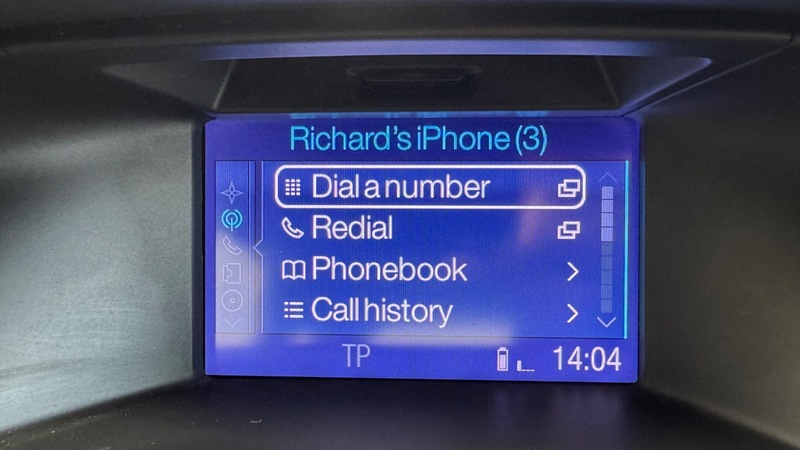 Richard's iPhone (3)
Dial a number
Redial
Phonebook
Call history
TP 14:04